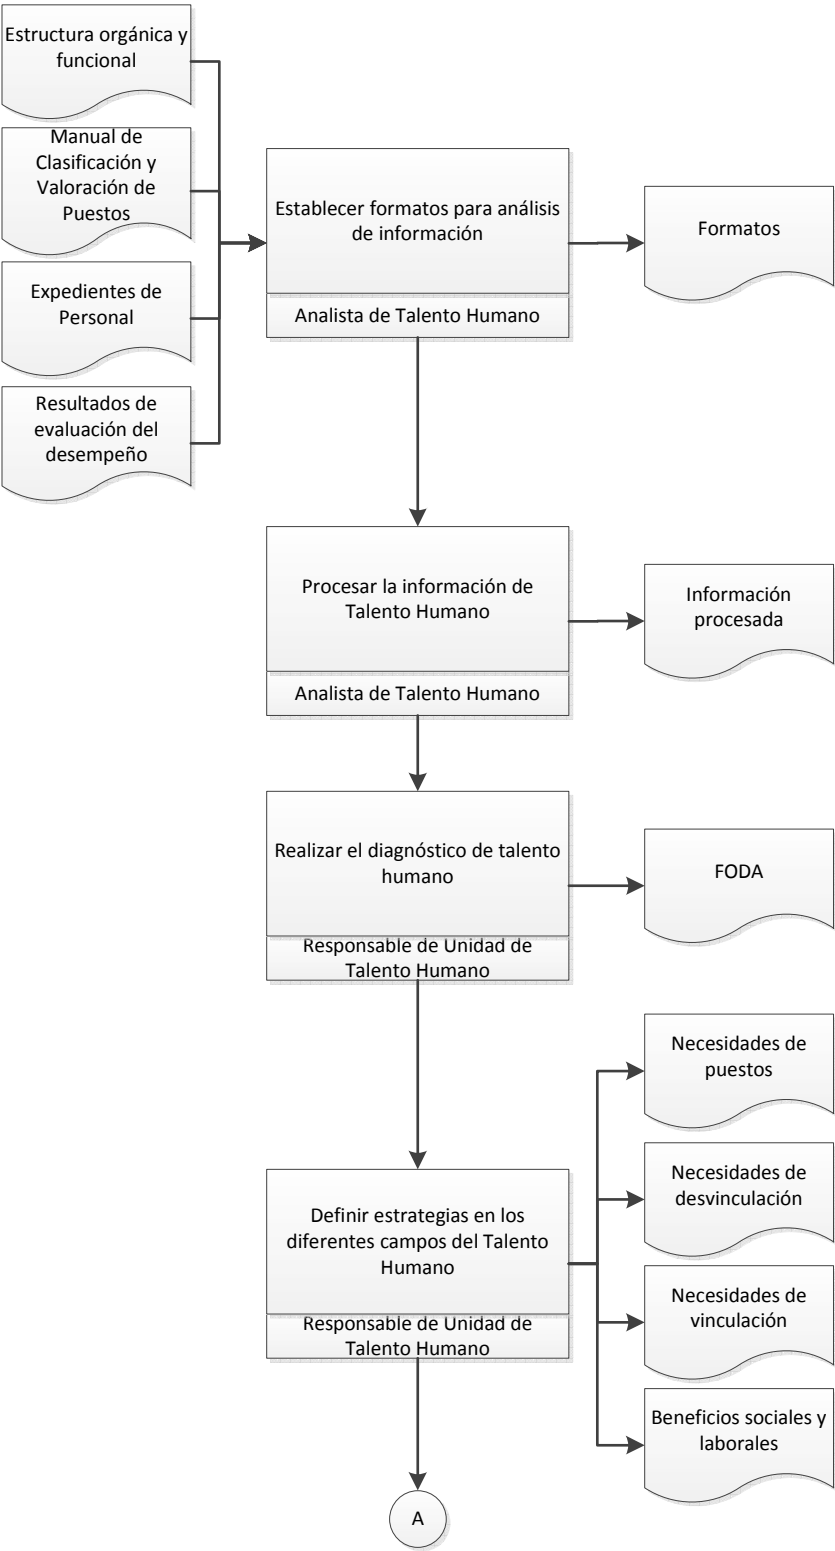 Estructura orgánica y
funcional
Manual de
Clasificación y
Valoración de
Puestos
Expedientes de
Personal
Resultados de
evaluación del
desempeño
Establecer formatos para análisis
de información
Analista de Talento Humano
Formatos
Procesar la información de
Talento Humano
Analista de Talento Humano
Información
procesada
Realizar el diagnóstico de talento
humano
Responsable de Unidad de
Talento Humano
FODA
Definir estrategias en los
diferentes campos del Talento
Humano
Responsable de Unidad de
Talento Humano
Necesidades de
puestos
Necesidades de
desvinculación
Necesidades de
vinculación
Beneficios sociales y
laborales
A